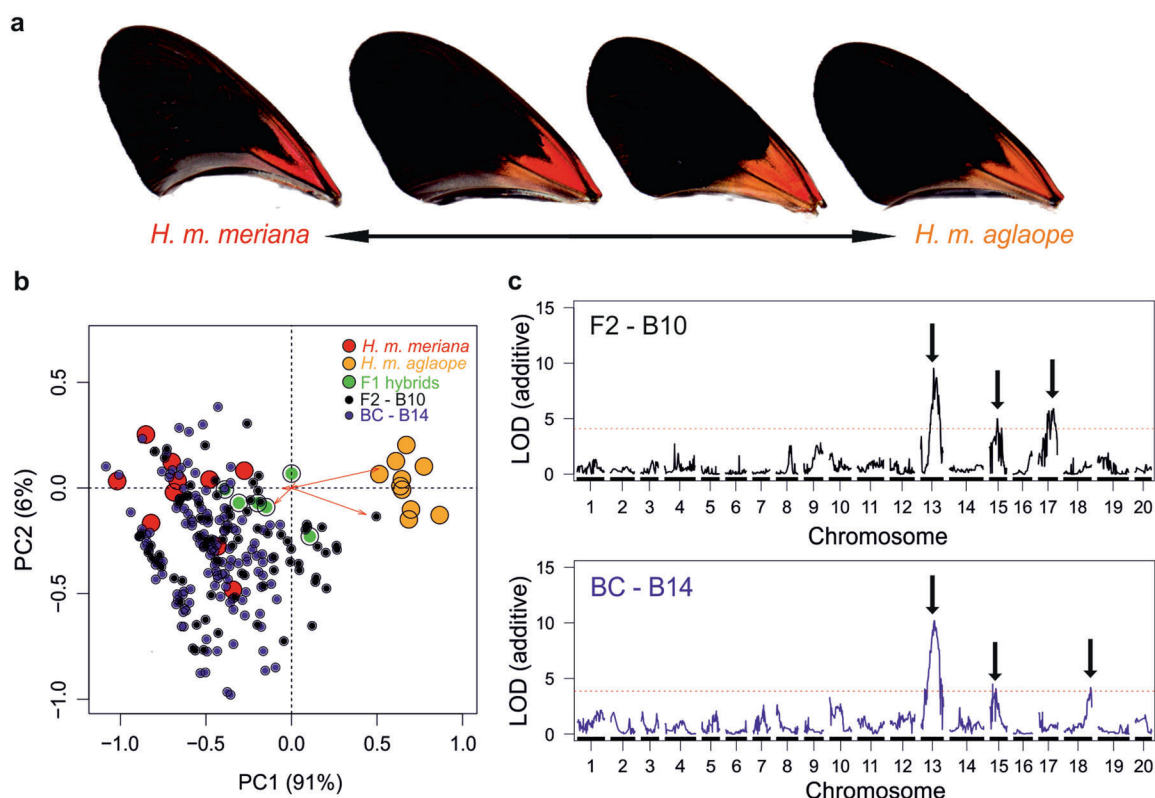 a
H. m. meriana
H. m. aglaope
b
H. m. meriana
H. m. aglaope
F1 hybrids
F2 - B10
BC - B14
PC2 (6%)
0.5
0.0
−0.5
−1.0
−1.0 −0.5 0.0 0.5 1.0
PC1 (91%)
c
F2 - B10
LOD (additive)
15
10
5
0
1 2 3 4 5 6 7 8 9 10 11 12 13 14 15 16 17 18 19 20
Chromosome
BC - B14
LOD (additive)
15
10
5
0
1 2 3 4 5 6 7 8 9 10 11 12 13 14 15 16 17 18 19 20
Chromosome